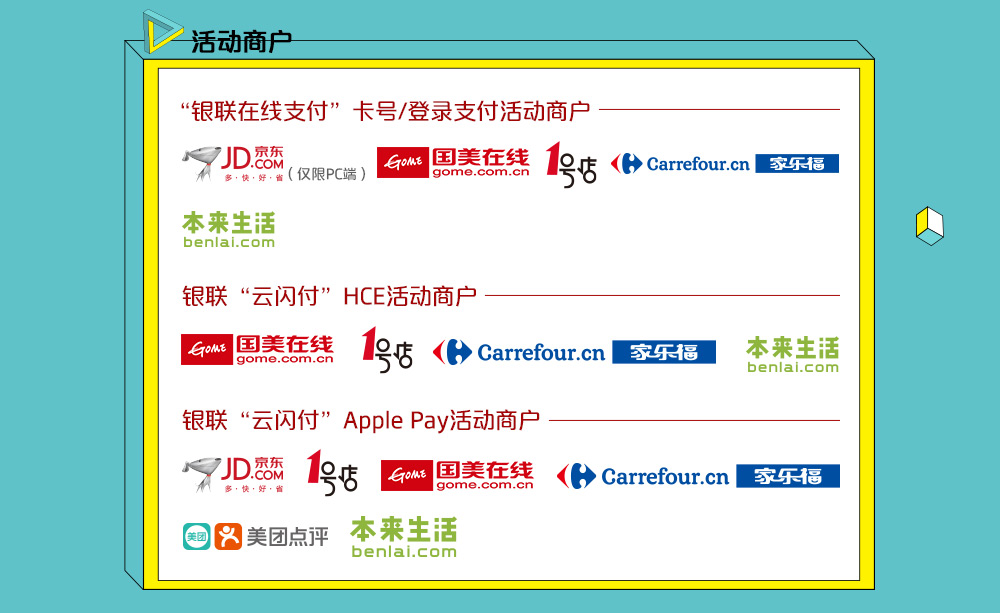 活动商户
“银联在线支付”卡号/登录支付活动商户
JD.COM 京东 多·快·好·省 (仅限PC端) GOME 国美在线 gome.com.cn 1号店 Carrefour.cn 家乐福
本来生活
benlai.com
银联“云闪付”HCE活动商户
GOME 国美在线 gome.com.cn 1号店 Carrefour.cn 家乐福 本来生活 benlai.com
银联“云闪付”Apple Pay活动商户
JD.COM 京东 多·快·好·省 1号店 GOME 国美在线 gome.com.cn Carrefour.cn 家乐福
美团 美团点评 本来生活 benlai.com